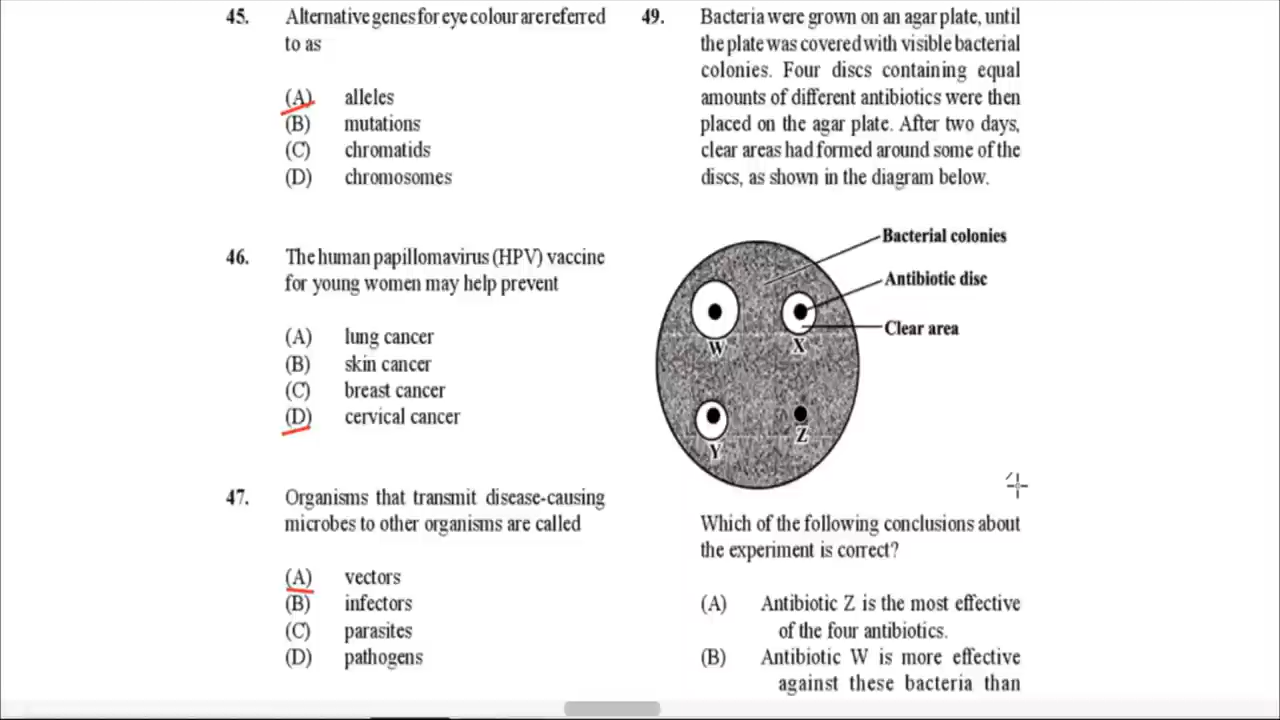 45. Alternative genes for eye colour are referred
to as
(A) alleles
(B) mutations
(C) chromatids
(D) chromosomes
46. The human papillomavirus (HPV) vaccine
for young women may help prevent
(A) lung cancer
(B) skin cancer
(C) breast cancer
(D) cervical cancer
47. Organisms that transmit disease-causing
microbes to other organisms are called
(A) vectors
(B) infectors
(C) parasites
(D) pathogens
49. Bacteria were grown on an agar plate, until
the plate was covered with visible bacterial
colonies. Four discs containing equal
amounts of different antibiotics were then
placed on the agar plate. After two days,
clear areas had formed around some of the
discs, as shown in the diagram below.
Bacterial colonies
Antibiotic disc
Clear area
W X
Y Z
Which of the following conclusions about
the experiment is correct?
(A) Antibiotic Z is the most effective
of the four antibiotics.
(B) Antibiotic W is more effective
against these bacteria than